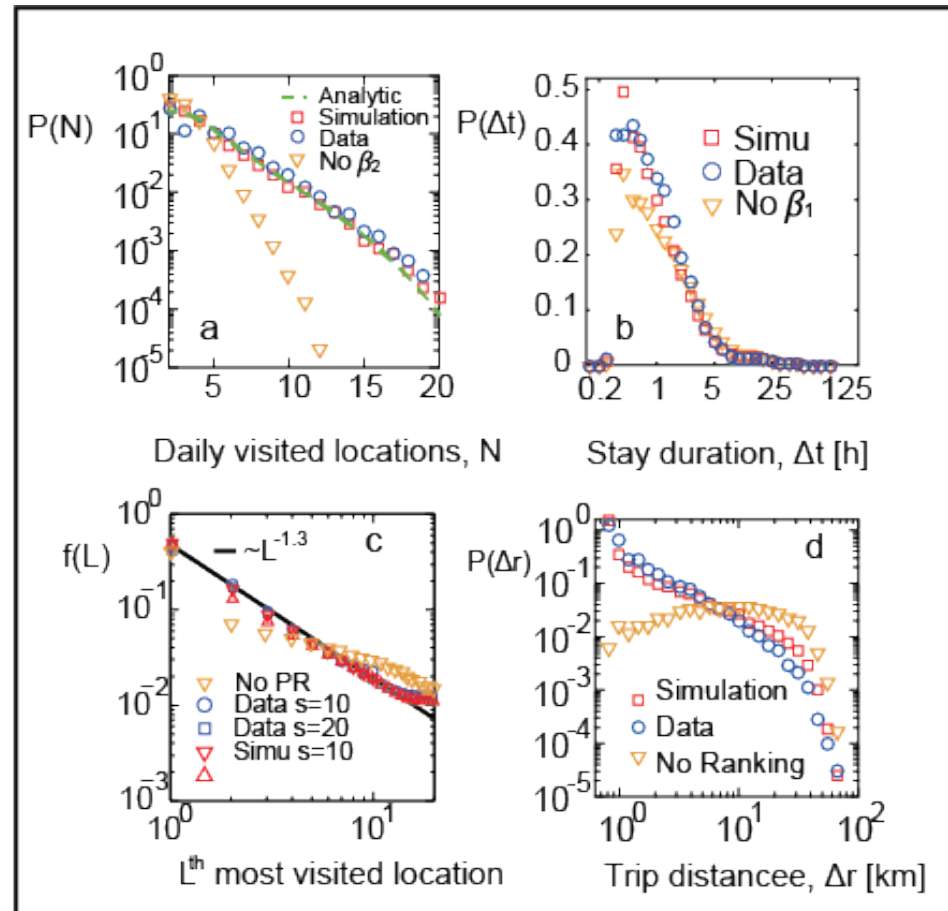 P(N)
10^0
10^-1
10^-2
10^-3
10^-4
10^-5
Analytic
Simulation
Data
No β₂
a
5 10 15 20
Daily visited locations, N
P(Δt)
0.5
0.4
0.3
0.2
0.1
0
Simu
Data
No β₁
b
0.2 1 5 25 125
Stay duration, Δt [h]
f(L)
10^0
10^-1
10^-2
10^-3
~L^-1.3
c
No PR
Data s=10
Data s=20
Simu s=10
10^0 10^1
L^th most visited location
P(Δr)
10^0
10^-1
10^-2
10^-3
10^-4
10^-5
d
Simulation
Data
No Ranking
10^0 10^1 10^2
Trip distancee, Δr [km]